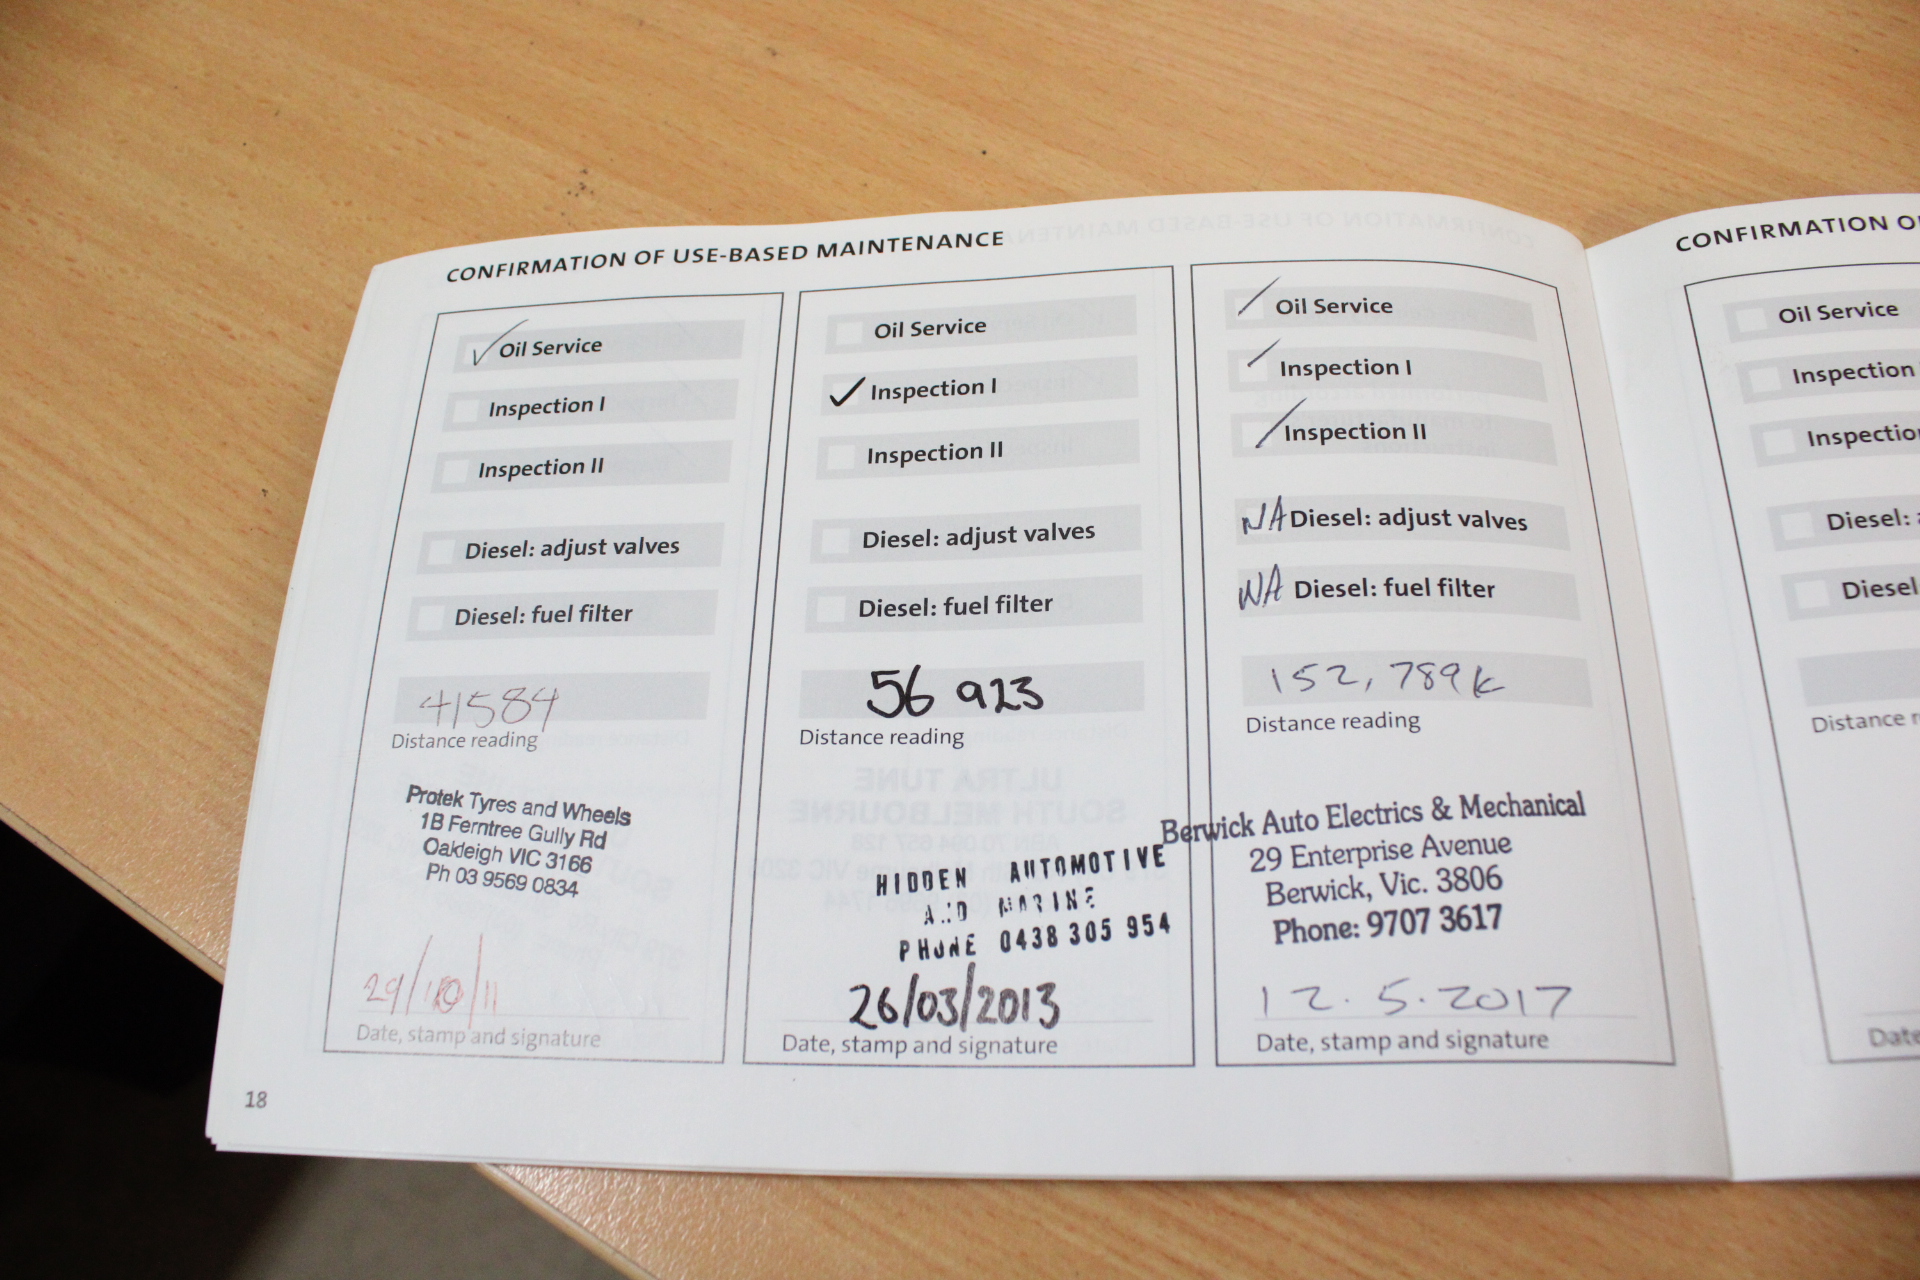 CONFIRMATION OF USE-BASED MAINTENANCE
Oil Service
Inspection I
Inspection II
Diesel: adjust valves
Diesel: fuel filter
41584
Distance reading
Protek Tyres and Wheels
1B Ferntree Gully Rd
Oakleigh VIC 3166
Ph 03 9569 0834
29/10/11
Date, stamp and signature
Oil Service
Inspection I
Inspection II
Diesel: adjust valves
Diesel: fuel filter
56 923
Distance reading
HIDDEN AUTOMOTIVE
AND MARINE
PHONE 0438 305 954
26/03/2013
Date, stamp and signature
Oil Service
Inspection I
Inspection II
NA Diesel: adjust valves
NA Diesel: fuel filter
152,789k
Distance reading
Berwick Auto Electrics & Mechanical
29 Enterprise Avenue
Berwick, Vic. 3806
Phone: 9707 3617
12.5.2017
Date, stamp and signature
18
CONFIRMATION O
Oil Service
Inspection
Inspectio
Diesel:
Diesel
Distance r
Date